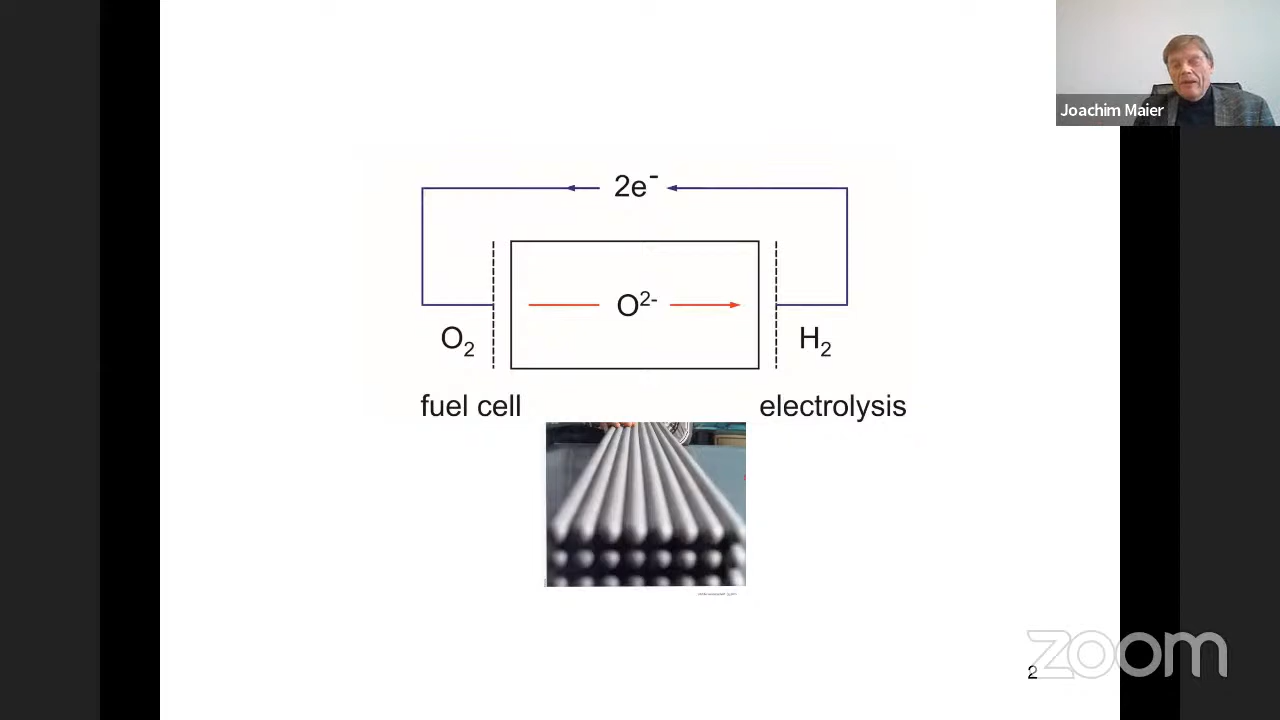 Joachim Maier
2e⁻
O²⁻
O₂
H₂
fuel cell
electrolysis
zoom
2